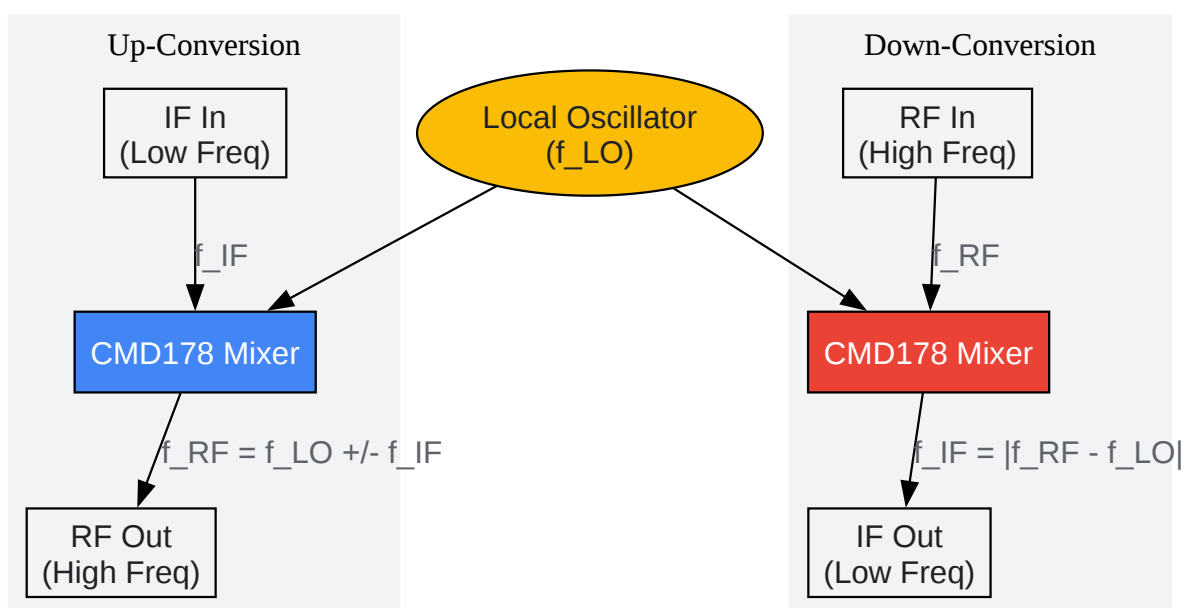 Up-Conversion
Down-Conversion
IF In
(Low Freq)
Local Oscillator
(f_LO)
RF In
(High Freq)
f_IF
f_RF
CMD178 Mixer
CMD178 Mixer
f_RF = f_LO +/- f_IF
f_IF = |f_RF - f_LO|
RF Out
(High Freq)
IF Out
(Low Freq)